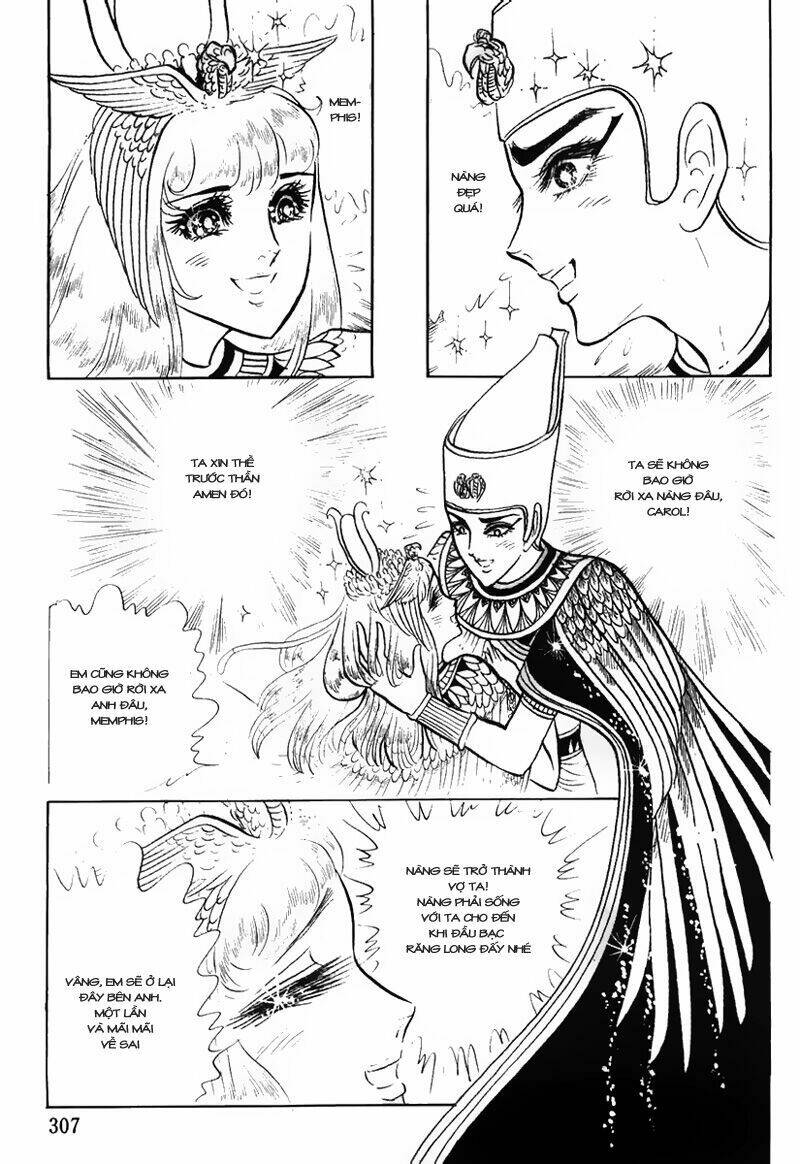 MEM-
PHIS!
NÀNG
ĐẸP
QUÁ!
TA XIN THỀ
TRƯỚC THẦN
AMEN ĐÓ!
TA SẼ KHÔNG
BAO GIỜ
RỜI XA NÀNG ĐÂU,
CAROL!
EM CŨNG KHÔNG
BAO GIỜ RỜI XA
ANH ĐÂU,
MEMPHIS!
NÀNG SẼ TRỞ THÀNH
VỢ TA!
NÀNG PHẢI SỐNG
VỚI TA CHO ĐẾN
KHI ĐẦU BẠC
RĂNG LONG ĐẤY NHÉ
VÂNG, EM SẼ Ở LẠI
ĐÂY BÊN ANH.
MỘT LẦN
VÀ MÃI MÃI
VỀ SAI
307